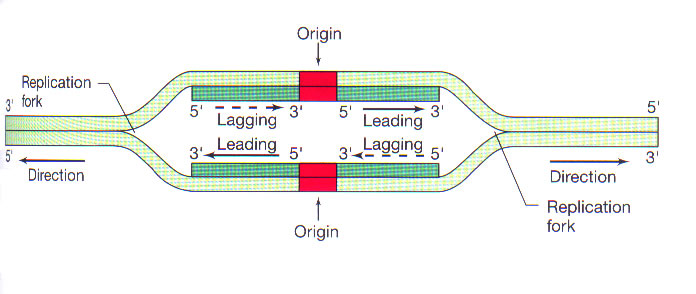 Origin
Replication
fork
3'
5'
5' 3' 5' 3'
Lagging Leading
Leading Lagging
3' 5' 3' 5'
5'
3'
Direction
Direction
Replication
fork
Origin